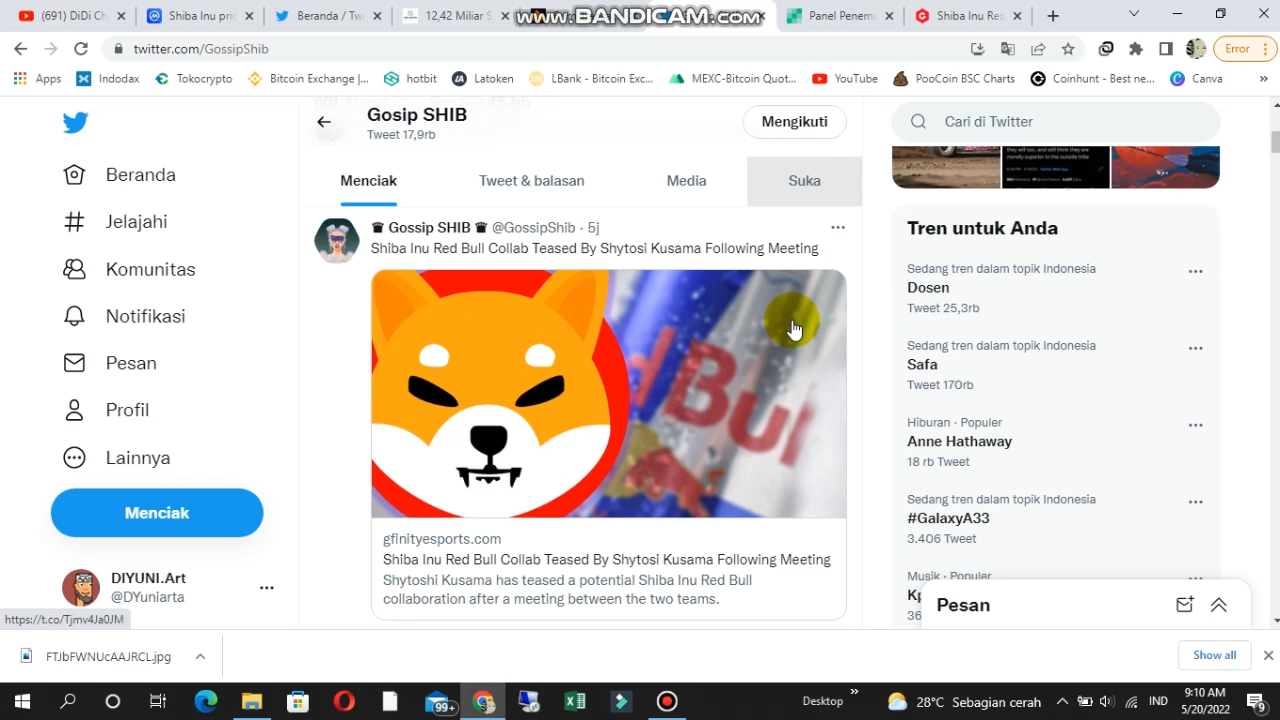 (691) DiDi C
Shiba Inu pric
Beranda / Tw
12,42 Miliar S
www.BANDICAM.com
Panel Penem
Shiba Inu Red
twitter.com/GossipShib
Error
Apps
Indodax
Tokocrypto
Bitcoin Exchange |...
hotbit
Latoken
LBank - Bitcoin Exc...
MEXC-Bitcoin Quot...
YouTube
PooCoin BSC Charts
Coinhunt - Best ne...
Canva
»
Gosip SHIB
Tweet 17,9rb
Mengikuti
Cari di Twitter
Beranda
Jelajahi
Komunitas
Notifikasi
Pesan
Profil
Lainnya
Menciak
DIYUNI.Art
@DYuniarta
Menciak
Tweet & balasan
Media
Suka
♛ Gossip SHIB ♛ @GossipShib · 5j
Shiba Inu Red Bull Collab Teased By Shytosi Kusama Following Meeting
gfinityesports.com
Shiba Inu Red Bull Collab Teased By Shytosi Kusama Following Meeting
Shytoshi Kusama has teased a potential Shiba Inu Red Bull
collaboration after a meeting between the two teams.
Tren untuk Anda
Sedang tren dalam topik Indonesia
Dosen
Tweet 25,3rb
Sedang tren dalam topik Indonesia
Safa
Tweet 170rb
Hiburan · Populer
Anne Hathaway
18 rb Tweet
Sedang tren dalam topik Indonesia
#GalaxyA33
3.406 Tweet
Musik · Populer
Pesan
https://t.co/Tjmv4Ja0JM
FTJbFWNUcAAJRCL.jpg
Show all
99+
Desktop
»
28°C Sebagian cerah
IND
9:10 AM
5/20/2022
9